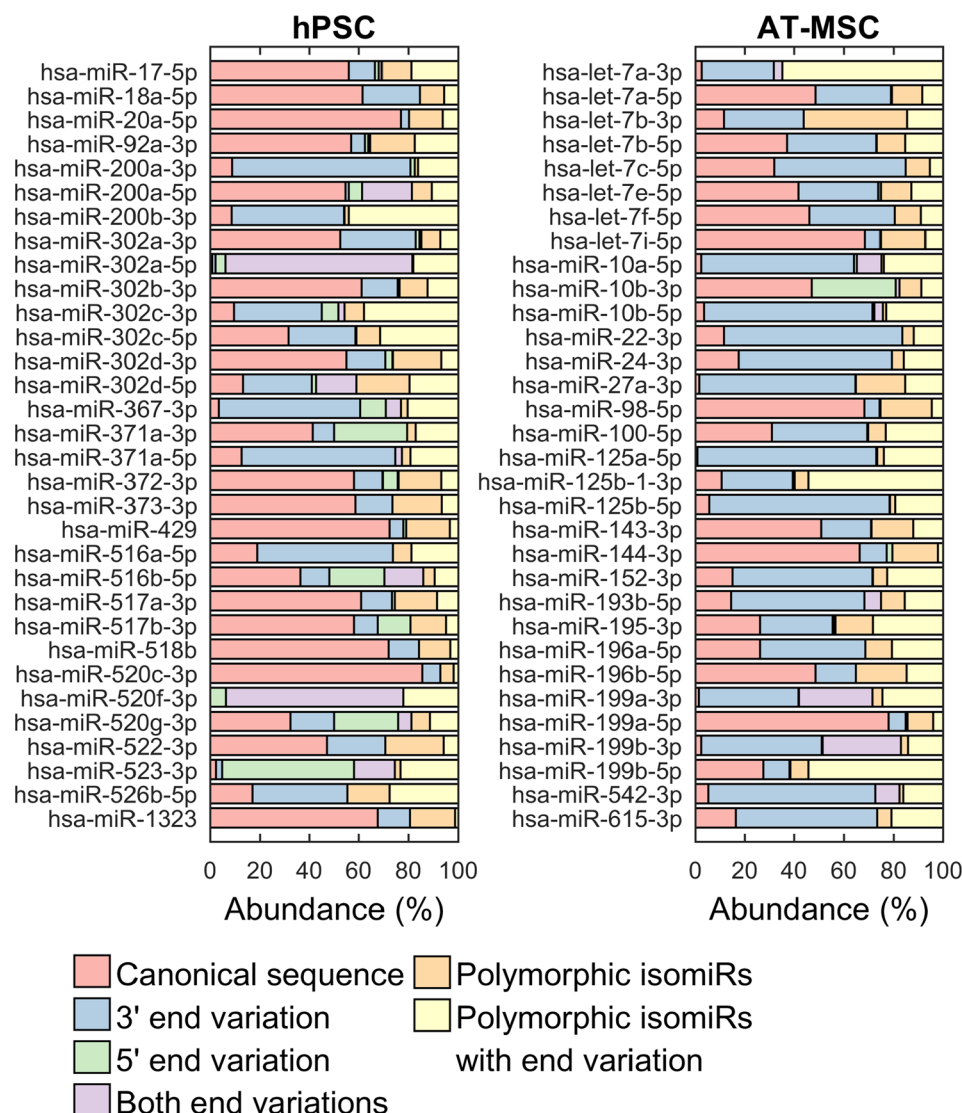 hPSC
hsa-miR-17-5p
hsa-miR-18a-5p
hsa-miR-20a-5p
hsa-miR-92a-3p
hsa-miR-200a-3p
hsa-miR-200a-5p
hsa-miR-200b-3p
hsa-miR-302a-3p
hsa-miR-302a-5p
hsa-miR-302b-3p
hsa-miR-302c-3p
hsa-miR-302c-5p
hsa-miR-302d-3p
hsa-miR-302d-5p
hsa-miR-367-3p
hsa-miR-371a-3p
hsa-miR-371a-5p
hsa-miR-372-3p
hsa-miR-373-3p
hsa-miR-429
hsa-miR-516a-5p
hsa-miR-516b-5p
hsa-miR-517a-3p
hsa-miR-517b-3p
hsa-miR-518b
hsa-miR-520c-3p
hsa-miR-520f-3p
hsa-miR-520g-3p
hsa-miR-522-3p
hsa-miR-523-3p
hsa-miR-526b-5p
hsa-miR-1323
0 20 40 60 80 100
Abundance (%)
AT-MSC
hsa-let-7a-3p
hsa-let-7a-5p
hsa-let-7b-3p
hsa-let-7b-5p
hsa-let-7c-5p
hsa-let-7e-5p
hsa-let-7f-5p
hsa-let-7i-5p
hsa-miR-10a-5p
hsa-miR-10b-3p
hsa-miR-10b-5p
hsa-miR-22-3p
hsa-miR-24-3p
hsa-miR-27a-3p
hsa-miR-98-5p
hsa-miR-100-5p
hsa-miR-125a-5p
hsa-miR-125b-1-3p
hsa-miR-125b-5p
hsa-miR-143-3p
hsa-miR-144-3p
hsa-miR-152-3p
hsa-miR-193b-5p
hsa-miR-195-3p
hsa-miR-196a-5p
hsa-miR-196b-5p
hsa-miR-199a-3p
hsa-miR-199a-5p
hsa-miR-199b-3p
hsa-miR-199b-5p
hsa-miR-542-3p
hsa-miR-615-3p
0 20 40 60 80 100
Abundance (%)
Canonical sequence
3' end variation
5' end variation
Both end variations
Polymorphic isomiRs
Polymorphic isomiRs
with end variation